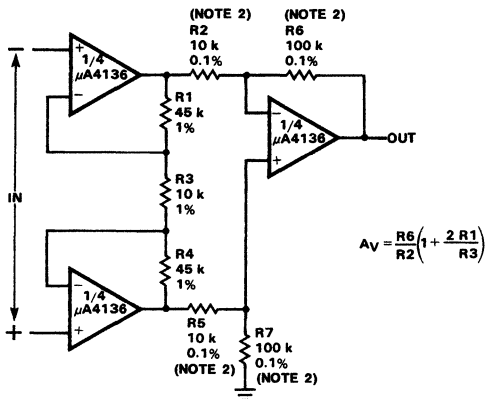 (NOTE 2)
R2
10 k
0.1%
(NOTE 2)
R6
100 k
0.1%
+
1/4
µA4136
−
R1
45 k
1%
−
1/4
µA4136
+
OUT
IN
R3
10 k
1%
R4
45 k
1%
−
1/4
µA4136
+
−
+
R5
10 k
0.1%
(NOTE 2)
R7
100 k
0.1%
(NOTE 2)
AV = R6/R2 (1 + 2 R1/R3)